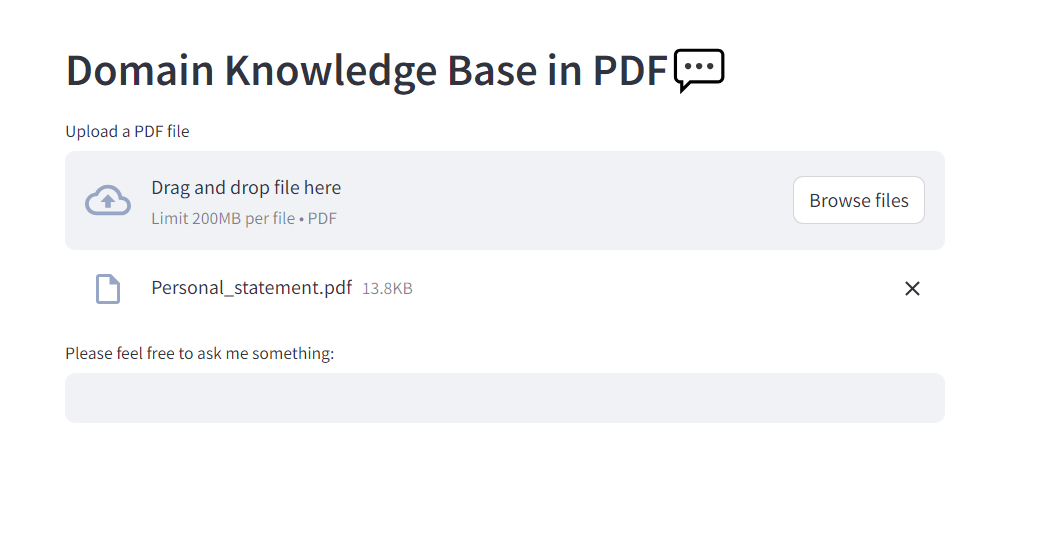 Domain Knowledge Base in PDF
Upload a PDF file
Drag and drop file here
Limit 200MB per file • PDF
Browse files
Personal_statement.pdf 13.8KB
Please feel free to ask me something: